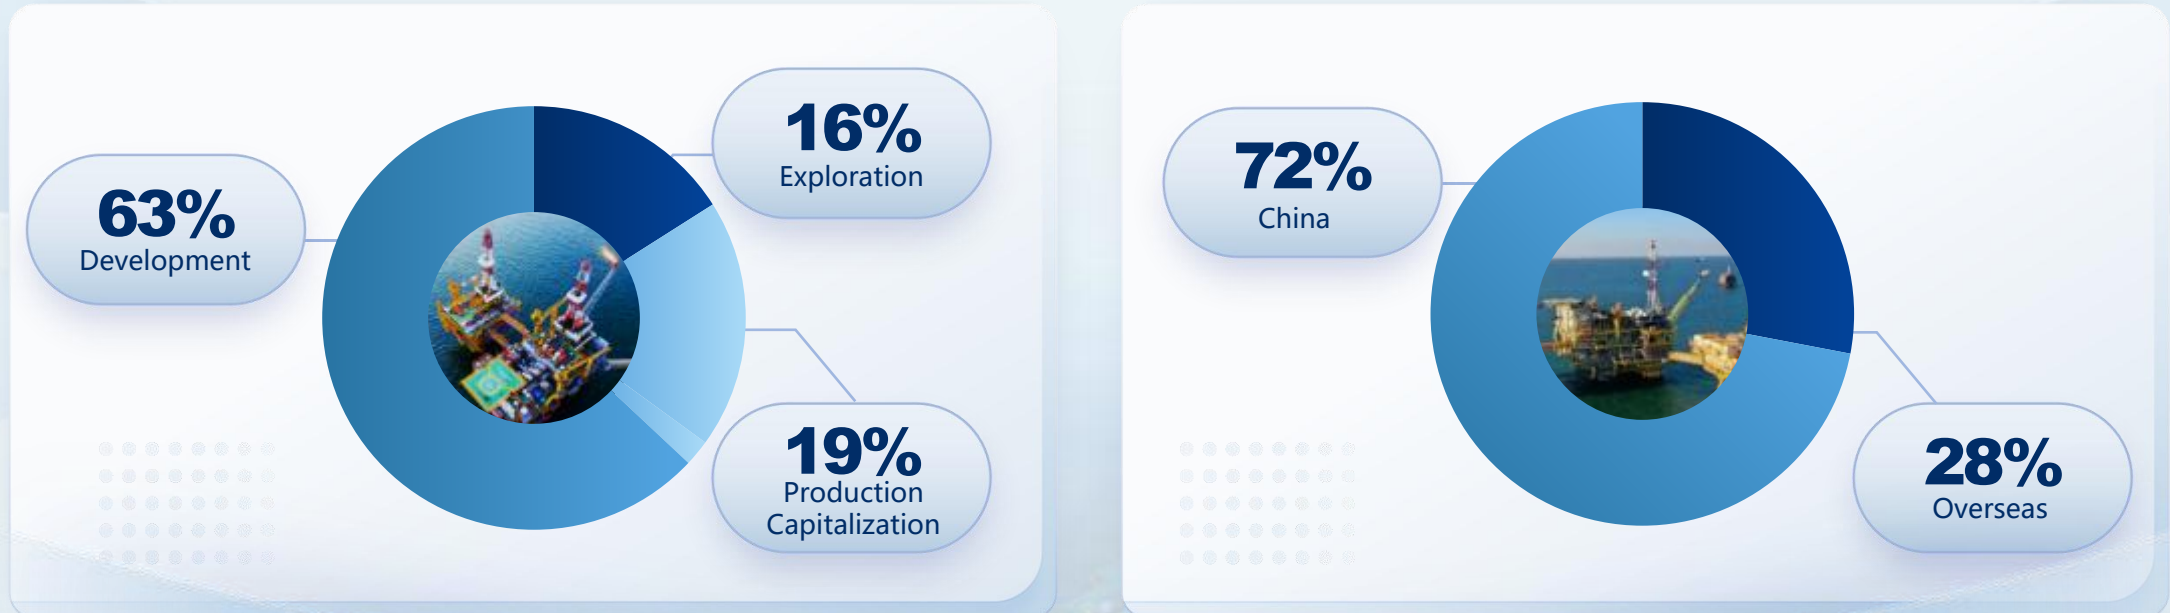 16%
Exploration
63%
Development
19%
Production
Capitalization
72%
China
28%
Overseas